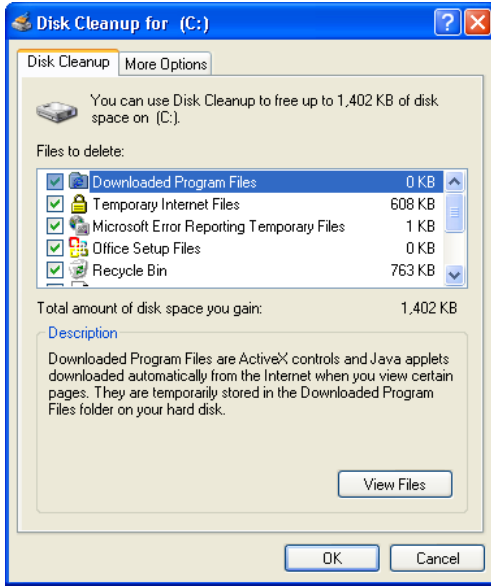 Disk Cleanup for (C:)
Disk Cleanup
More Options
You can use Disk Cleanup to free up to 1,402 KB of disk
space on (C:).
Files to delete:
Downloaded Program Files 0 KB
Temporary Internet Files 608 KB
Microsoft Error Reporting Temporary Files 1 KB
Office Setup Files 0 KB
Recycle Bin 763 KB
Total amount of disk space you gain: 1,402 KB
Description
Downloaded Program Files are ActiveX controls and Java applets
downloaded automatically from the Internet when you view certain
pages. They are temporarily stored in the Downloaded Program
Files folder on your hard disk.
View Files
OK
Cancel